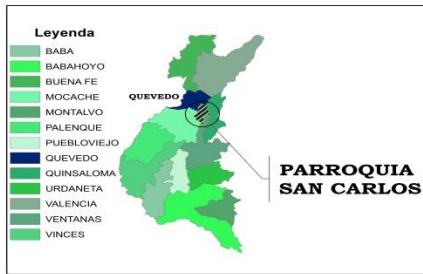 Leyenda
BABA
BABAHOYO
BUENA FE
MOCACHE
MONTALVO
PALENQUE
PUEBLOVIEJO
QUEVEDO
QUINSALOMA
URDANETA
VALENCIA
VENTANAS
VINCES
QUEVEDO
PARROQUIA
SAN CARLOS